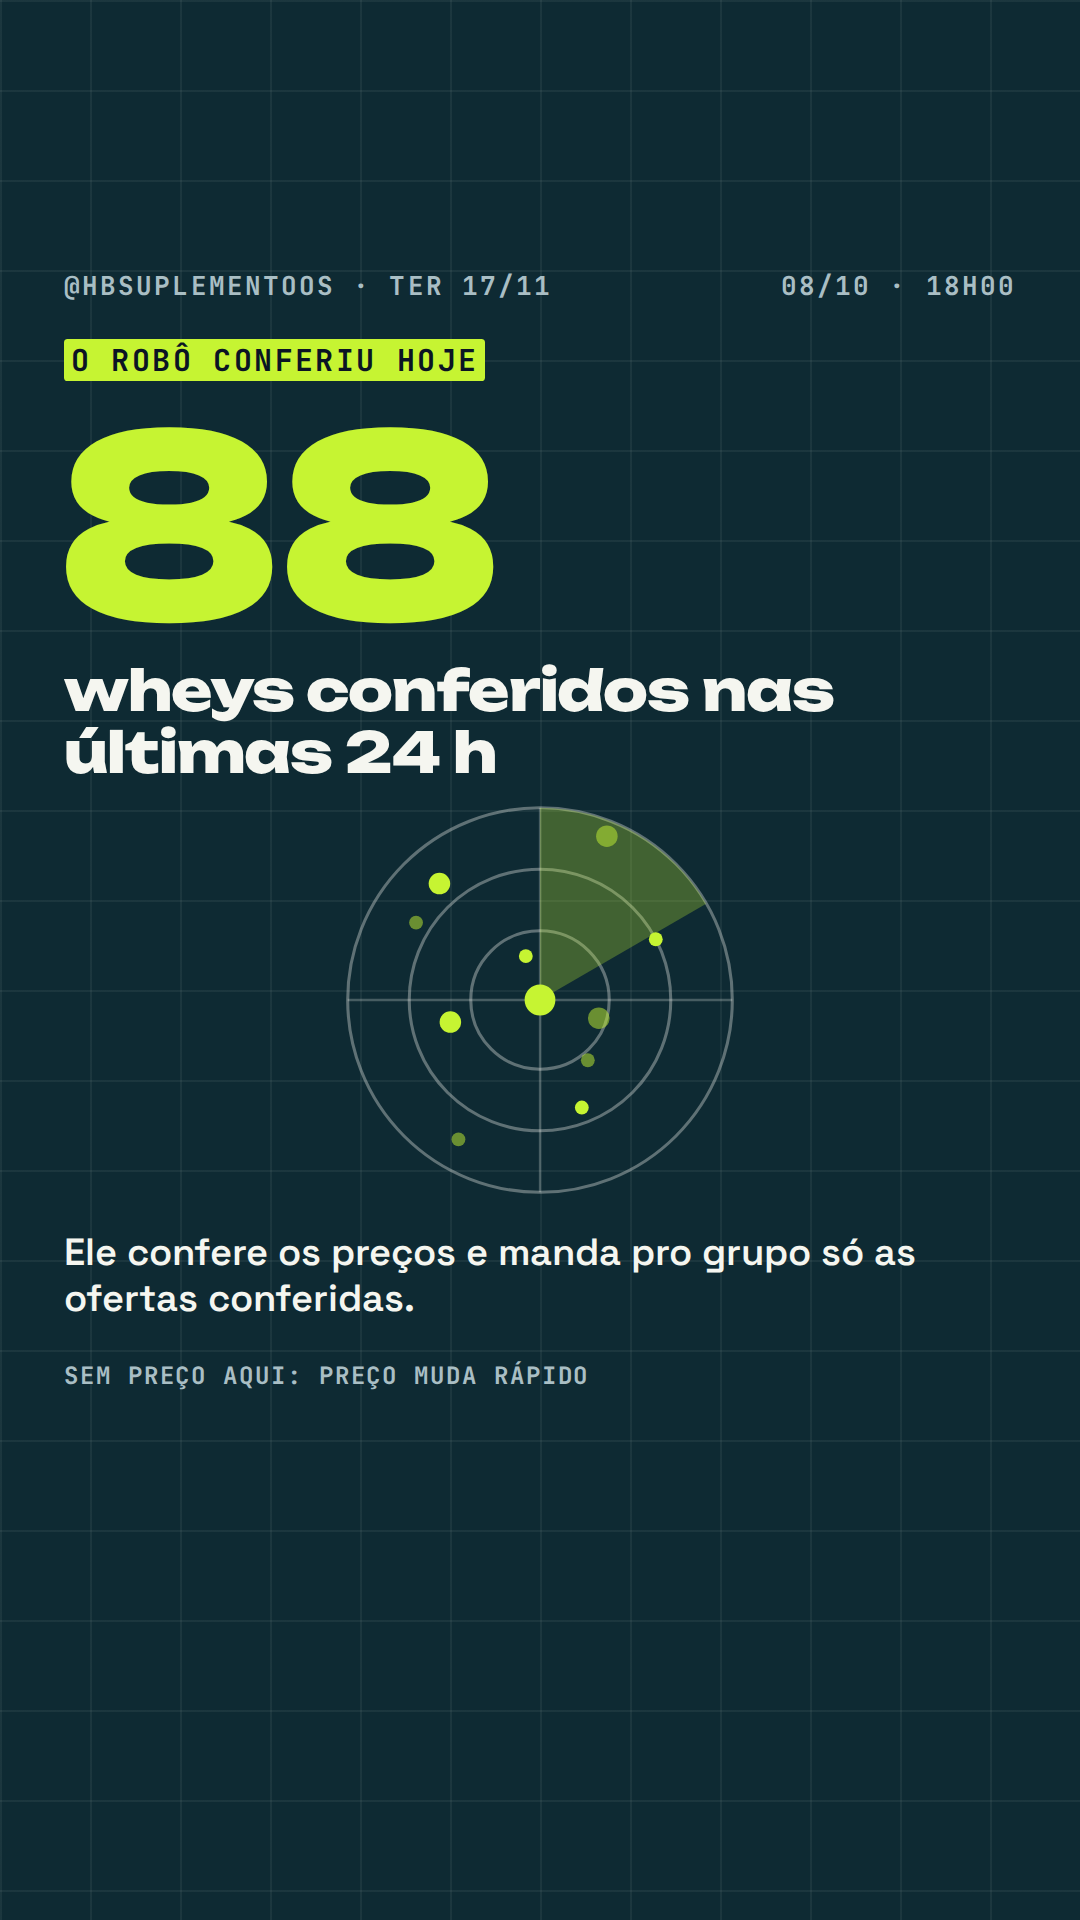 @HBSUPLEMENTOOS · TER 17/11
08/10 · 18H00
O ROBÔ CONFERIU HOJE
88
wheys conferidos nas
últimas 24 h
Ele confere os preços e manda pro grupo só as
ofertas conferidas.
SEM PREÇO AQUI: PREÇO MUDA RÁPIDO